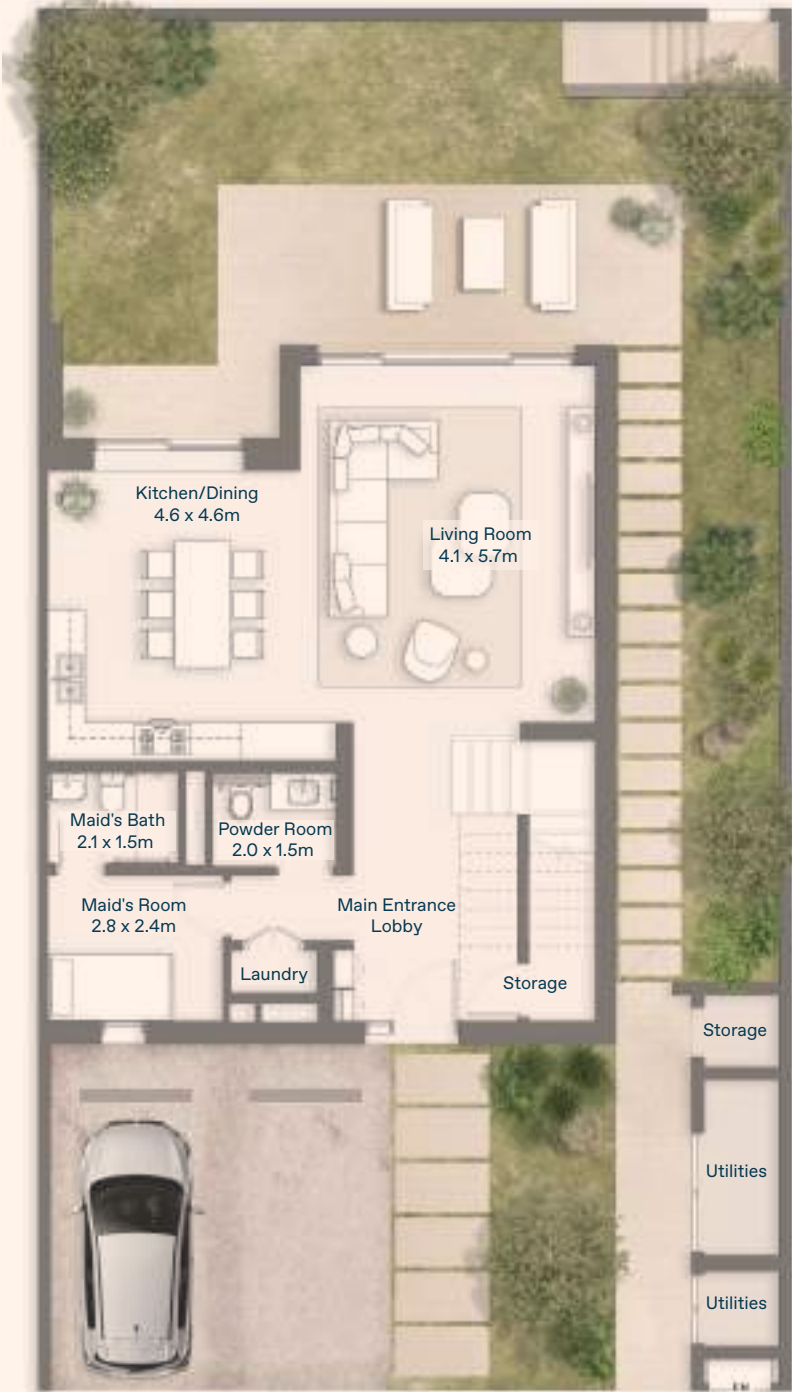 Kitchen/Dining
4.6 x 4.6m
Living Room
4.1 x 5.7m
Maid's Bath
2.1 x 1.5m
Powder Room
2.0 x 1.5m
Maid's Room
2.8 x 2.4m
Main Entrance
Lobby
Laundry
Storage
Storage
Utilities
Utilities